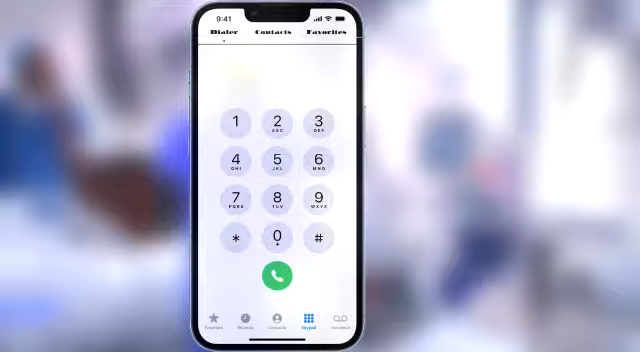 9:41
Dialer Contacts Favorites
1 2 3
ABC DEF
4 5 6
GHI JKL MNO
7 8 9
PQRS TUV WXYZ
* 0 #
+
Favorites Recents Contacts Keypad Voicemail